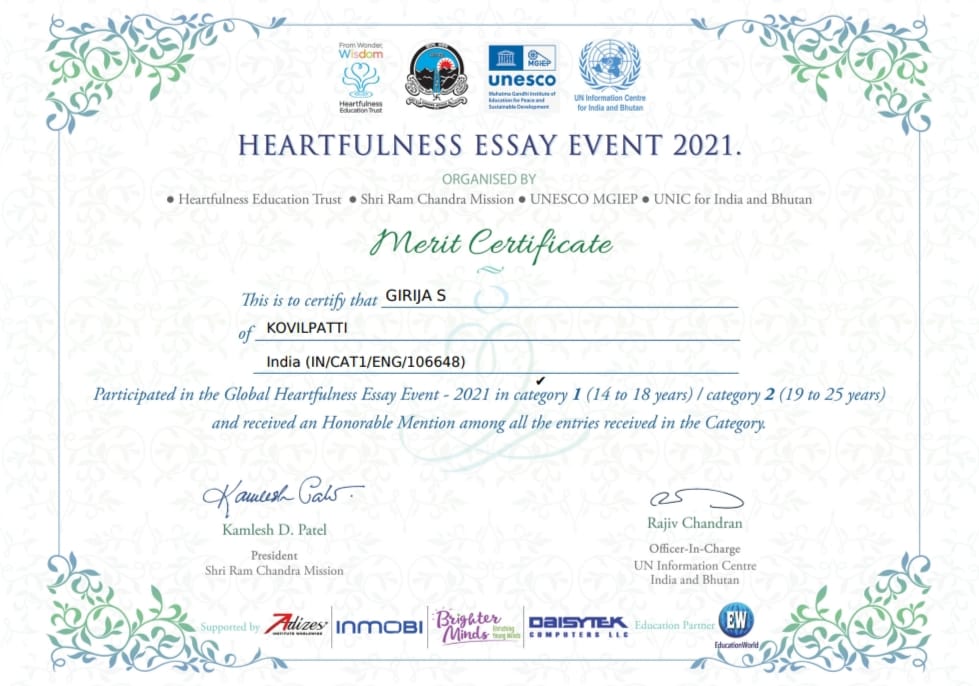 From Wonder,
Wisdom
Heartfulness
Education Trust
MGIEP
unesco
Mahatma Gandhi Institute of
Education for Peace and
Sustainable Development
UN Information Centre
for India and Bhutan
HEARTFULNESS ESSAY EVENT 2021.
ORGANISED BY
● Heartfulness Education Trust ● Shri Ram Chandra Mission ● UNESCO MGIEP ● UNIC for India and Bhutan
Merit Certificate
This is to certify that GIRIJA S
of KOVILPATTI
India (IN/CAT1/ENG/106648)
✔
Participated in the Global Heartfulness Essay Event - 2021 in category 1 (14 to 18 years) / category 2 (19 to 25 years)
and received an Honorable Mention among all the entries received in the Category.
Kamlesh D. Patel
President
Shri Ram Chandra Mission
Rajiv Chandran
Officer-In-Charge
UN Information Centre
India and Bhutan
Supported by Adizes INSTITUTE WORLDWIDE INMOBI Brighter Minds Enriching Young Minds DAISYTEK COMPUTERS LLC Education Partner EW EducationWorld